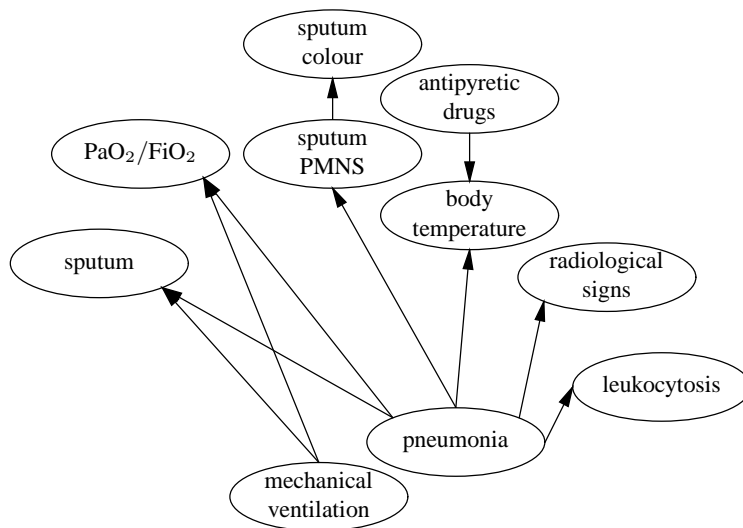 sputum
colour
antipyretic
drugs
PaO₂/FiO₂
sputum
PMNS
body
temperature
sputum
radiological
signs
leukocytosis
pneumonia
mechanical
ventilation